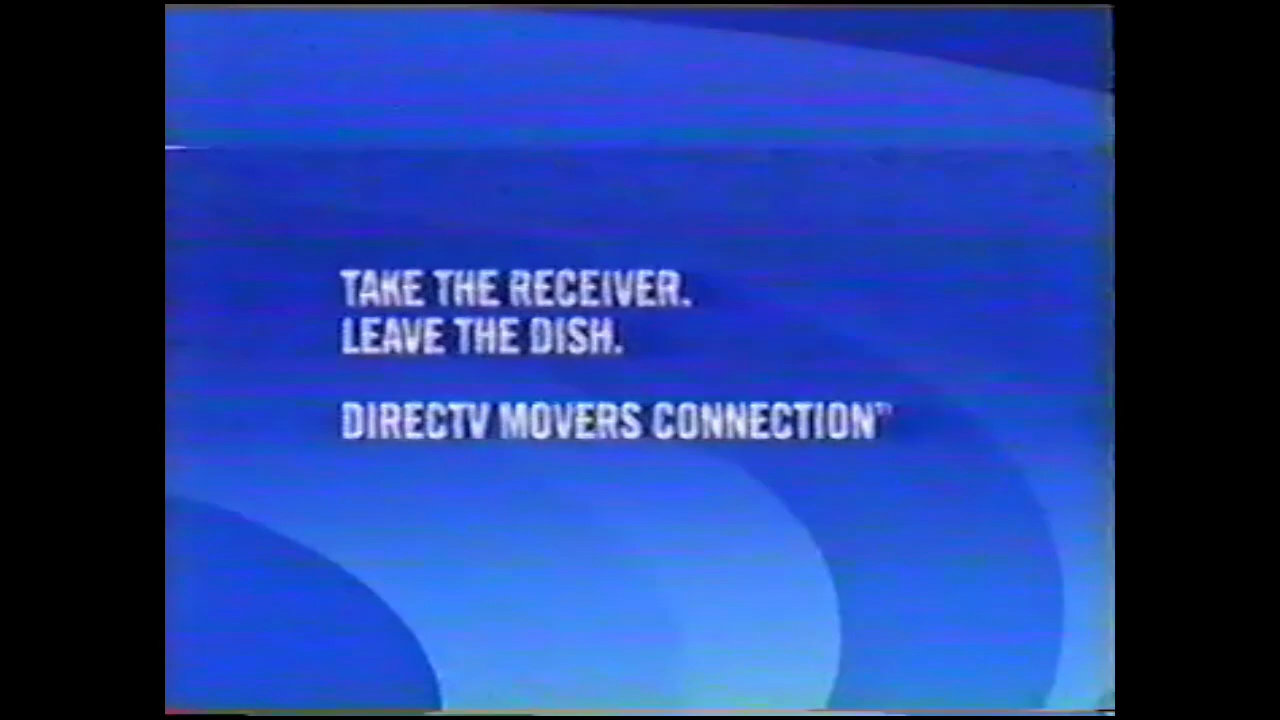 TAKE THE RECEIVER.
LEAVE THE DISH.
DIRECTV MOVERS CONNECTION